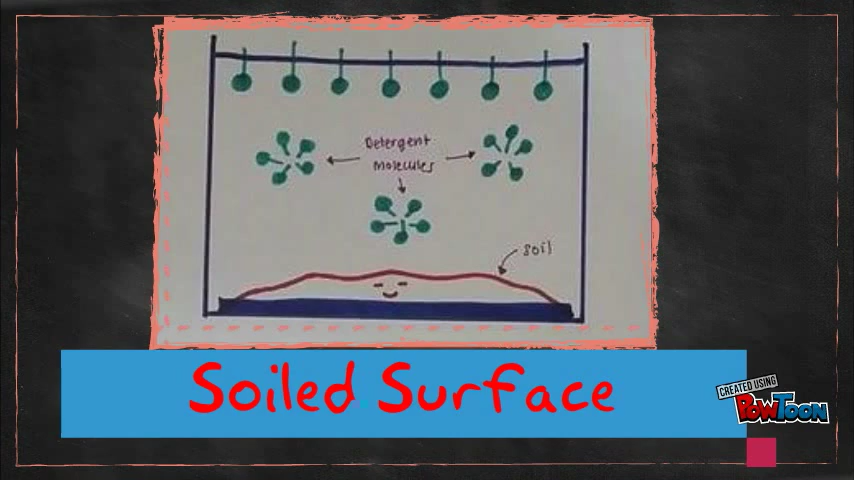 Detergent
molecules
soil
Soiled Surface
CREATED USING
POWTOON